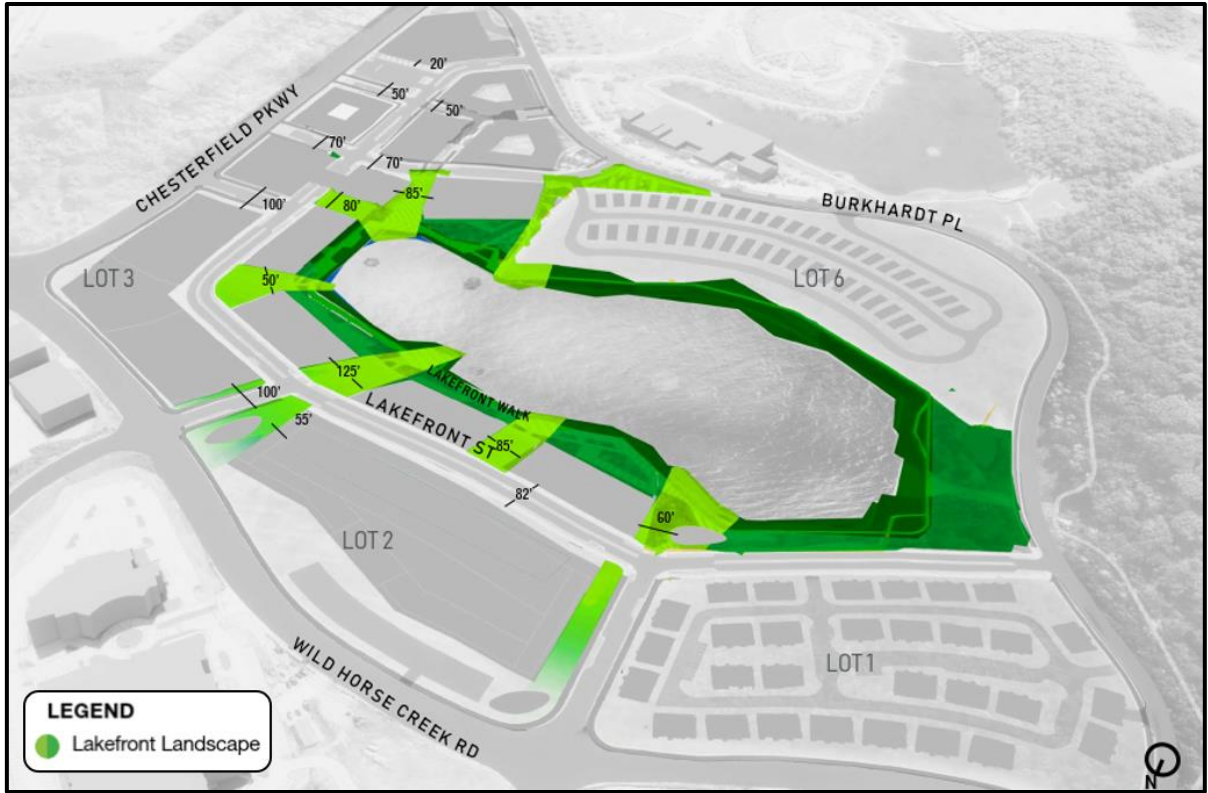 20'
50'
50'
CHESTERFIELD PKWY
70'
70'
85'
80'
100'
BURKHARDT PL
LOT 3
50'
LOT 6
125'
LAKEFRONT WALK
100'
LAKEFRONT ST
55'
85'
82'
60'
LOT 2
LOT 1
WILD HORSE CREEK RD
LEGEND
Lakefront Landscape
N